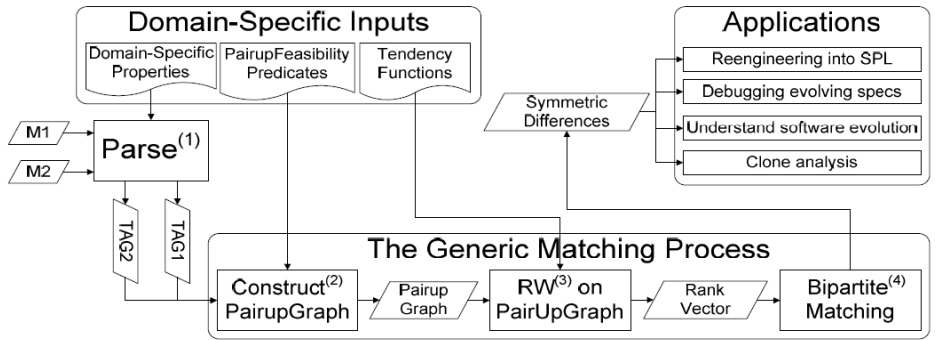 Domain-Specific Inputs
Domain-Specific
Properties
PairupFeasibility
Predicates
Tendency
Functions
Applications
Reengineering into SPL
Debugging evolving specs
Understand software evolution
Clone analysis
Symmetric
Differences
M1
M2
Parse(1)
TAG2
TAG1
The Generic Matching Process
Construct(2)
PairupGraph
Pairup
Graph
RW(3) on
PairUpGraph
Rank
Vector
Bipartite(4)
Matching